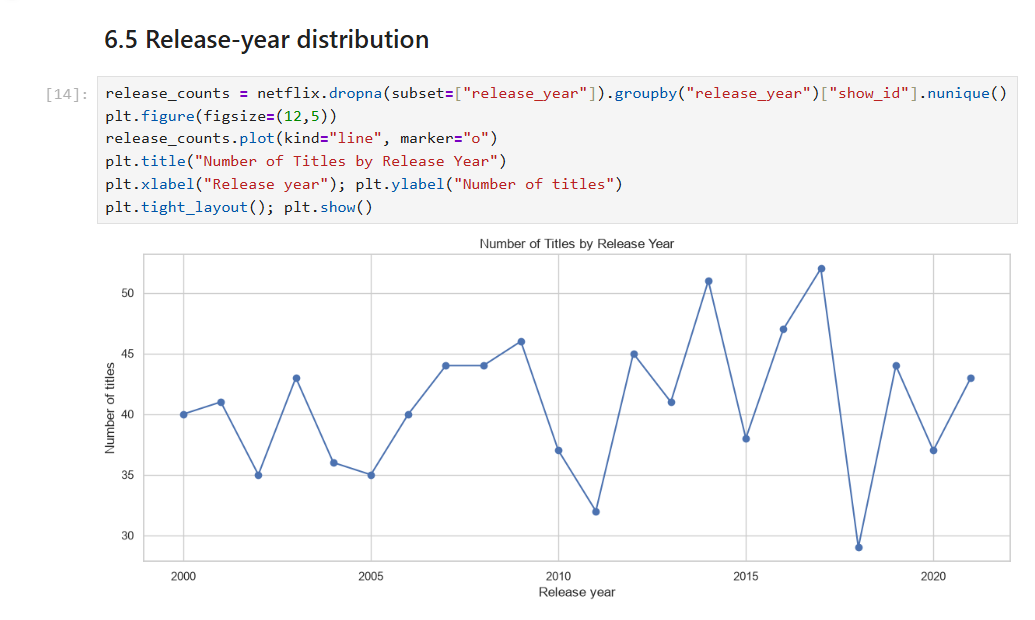 6.5 Release-year distribution
[14]:
release_counts = netflix.dropna(subset=["release_year"]).groupby("release_year")["show_id"].nunique()
plt.figure(figsize=(12,5))
release_counts.plot(kind="line", marker="o")
plt.title("Number of Titles by Release Year")
plt.xlabel("Release year"); plt.ylabel("Number of titles")
plt.tight_layout(); plt.show()
Number of Titles by Release Year
50
45
40
35
30
Number of titles
2000 2005 2010 2015 2020
Release year